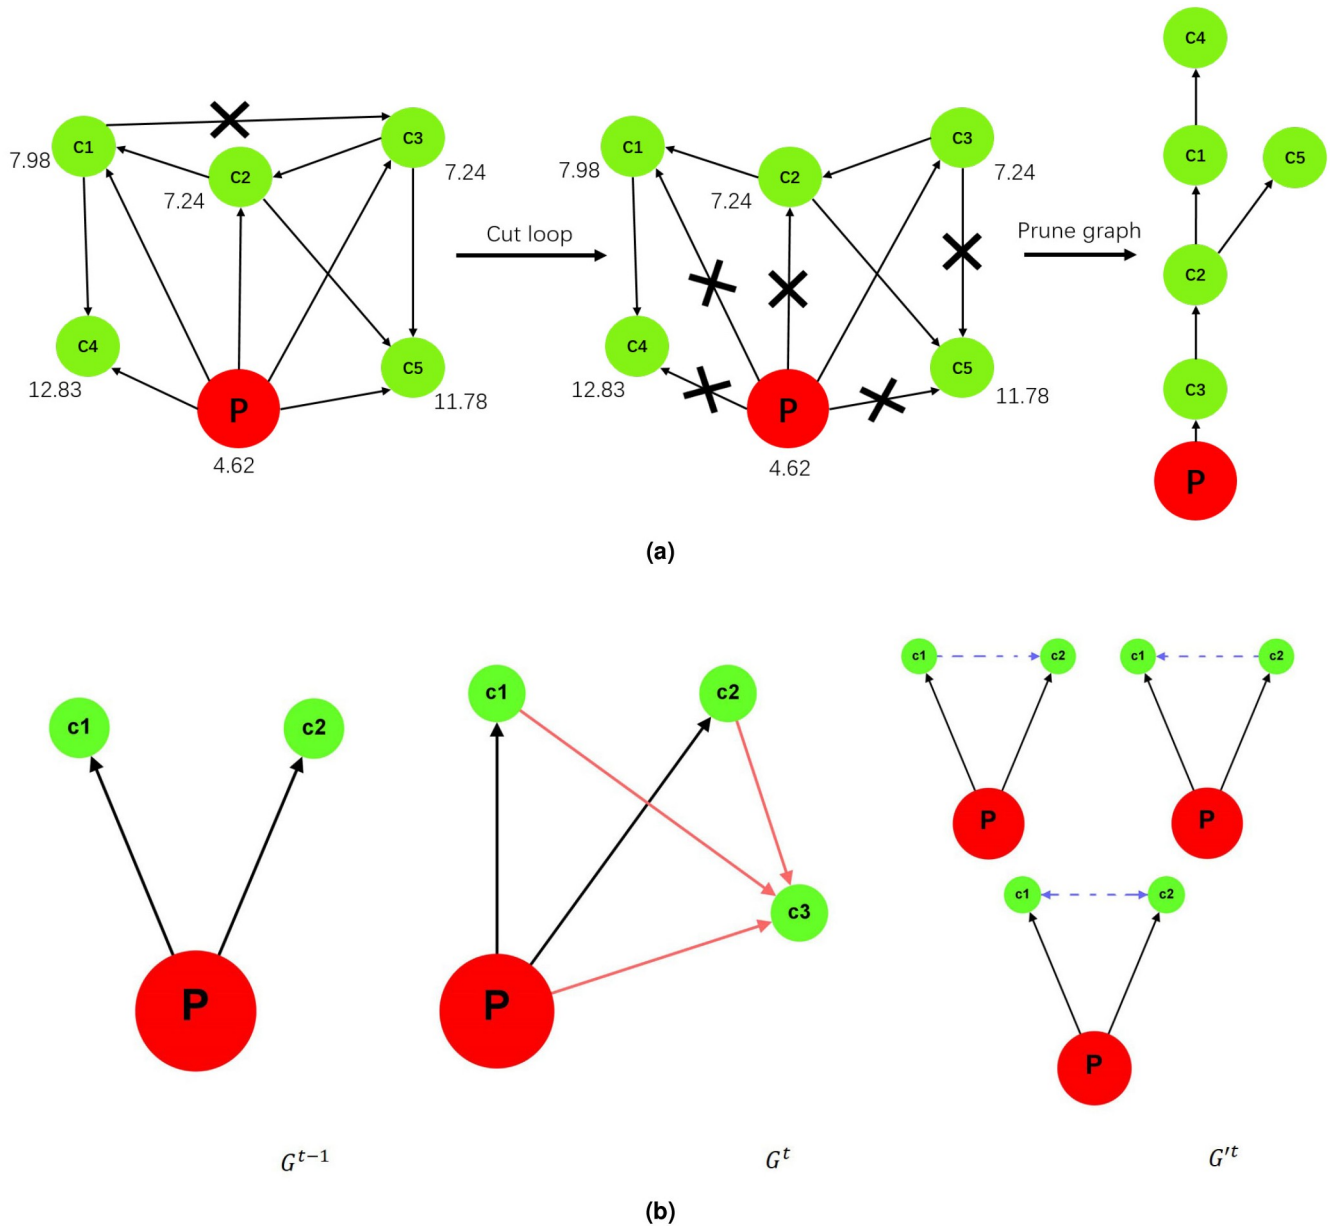 C4
C1
C3
C2
7.98
7.24
7.24
Cut loop
C4
C5
12.83
11.78
P
4.62
C1
C3
C2
7.98
7.24
7.24
Prune graph
C4
C5
12.83
11.78
P
4.62
C1
C5
C2
C3
P
(a)
c1
c2
P
c1
c2
c3
P
c1
c2
P
c1
c2
P
c1
c2
P
G^{t-1}
G^t
G'^t
(b)